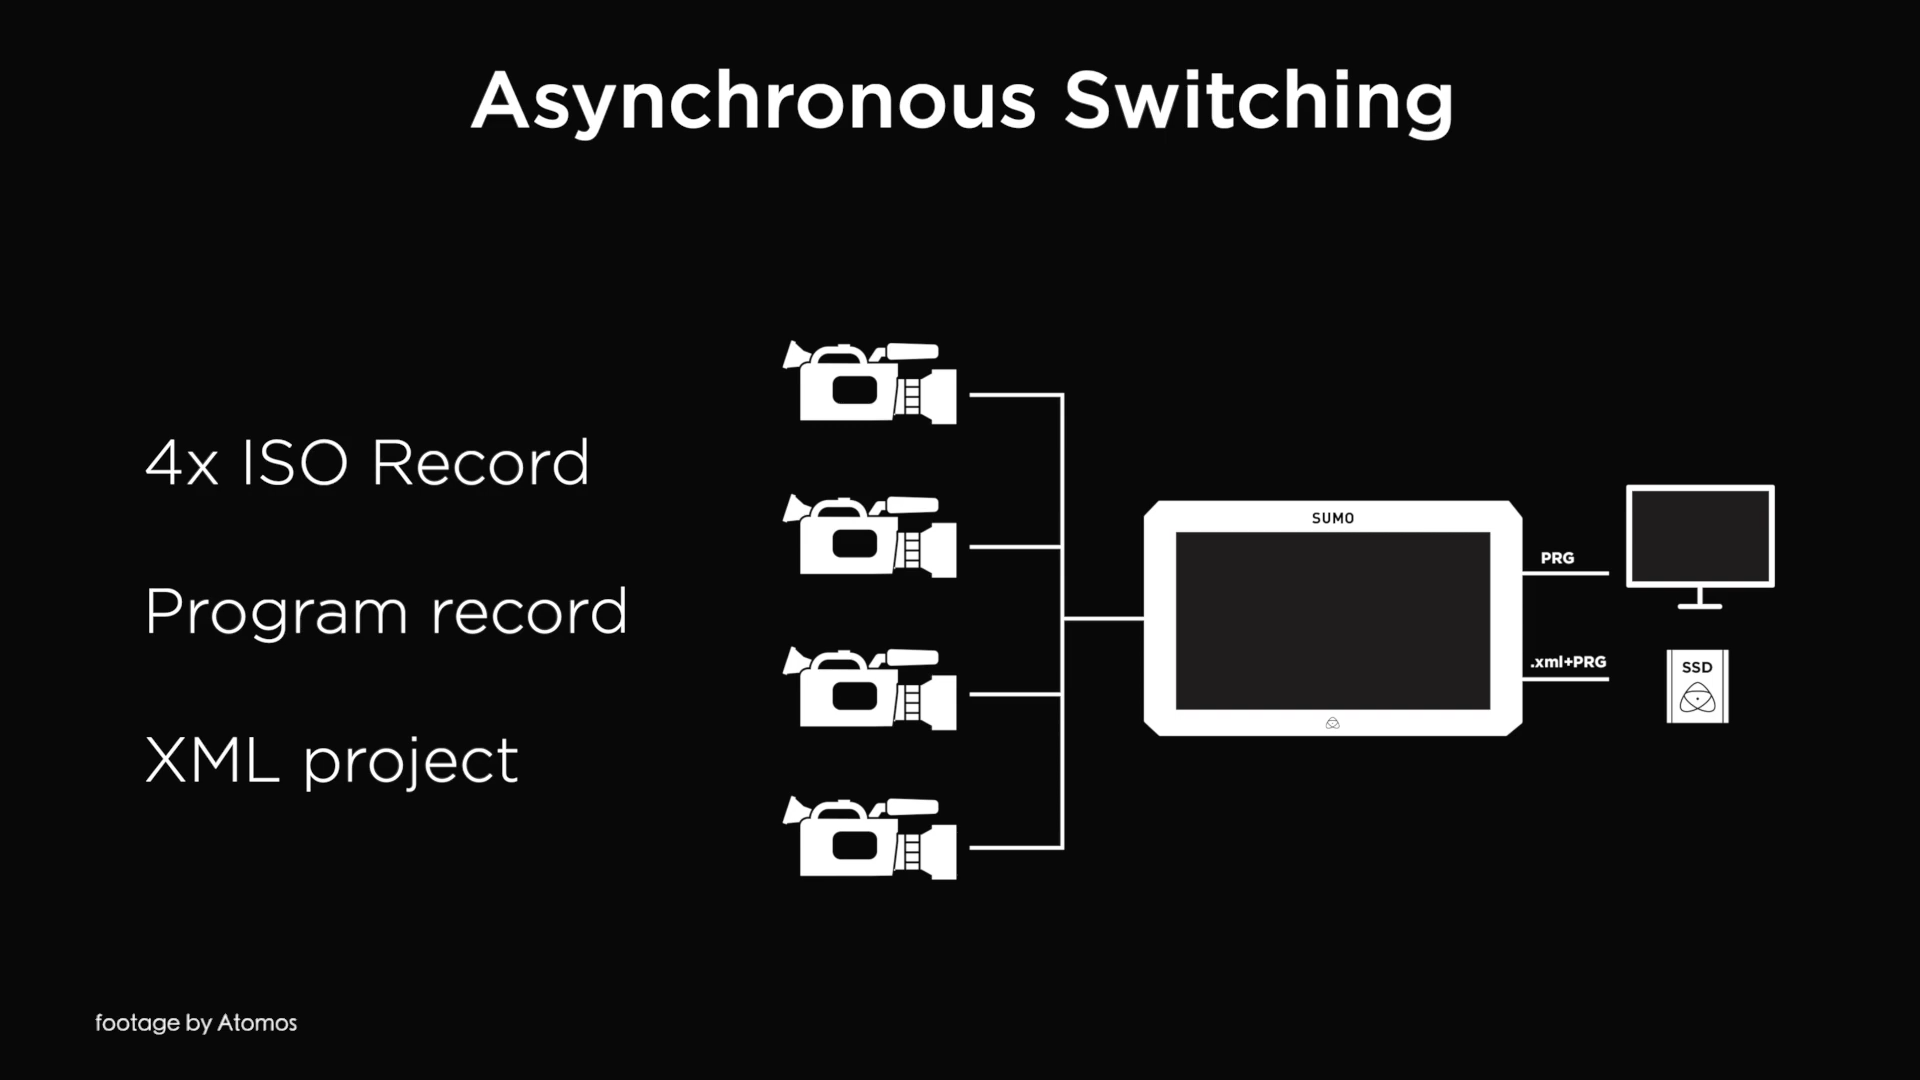 Asynchronous Switching
4x ISO Record
Program record
XML project
SUMO
PRG
.xml+PRG
SSD
footage by Atomos